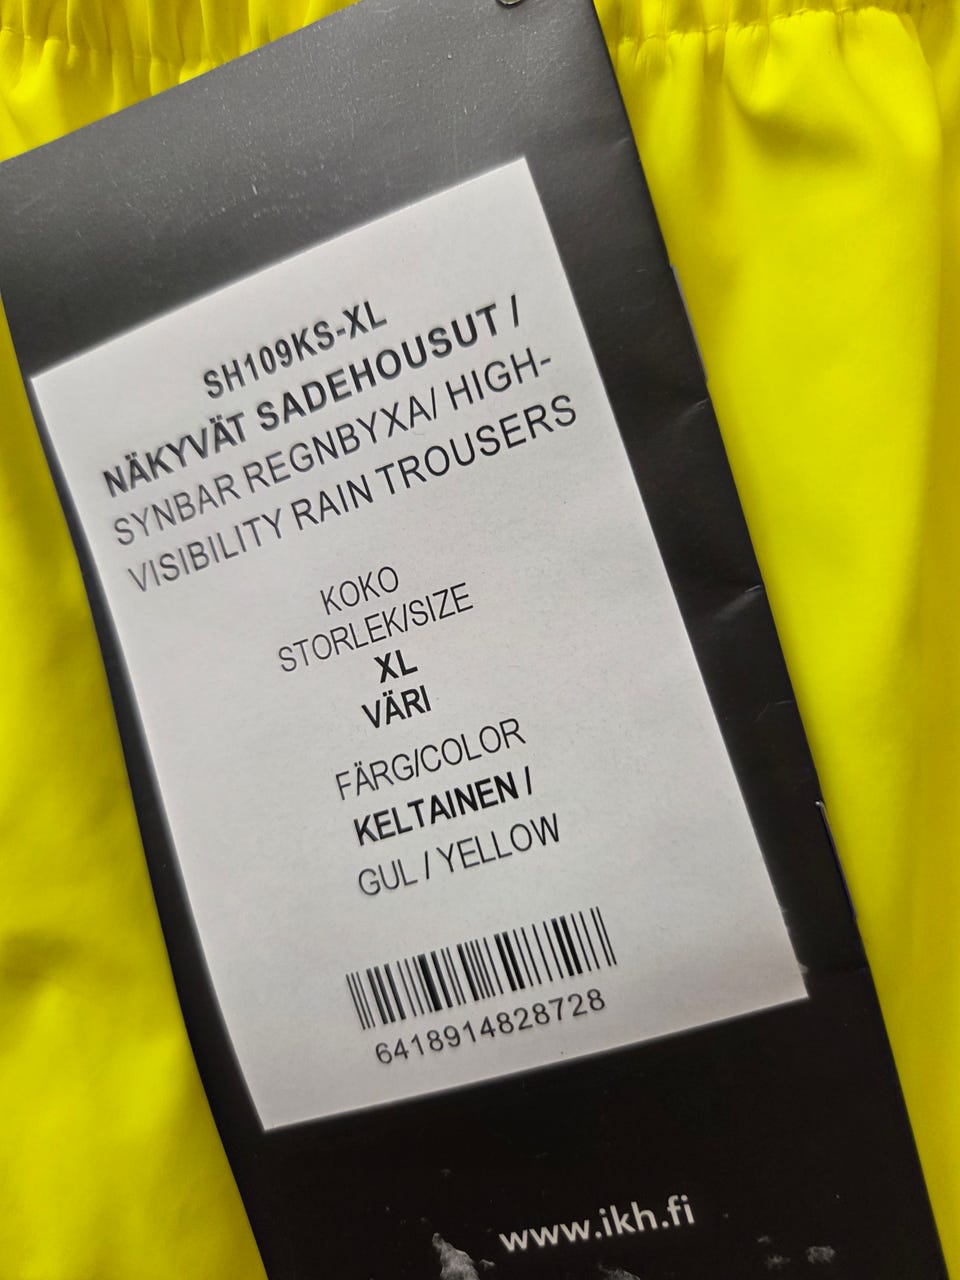 SH109KS-XL
NÄKYVÄT SADEHOUSUT /
SYNBAR REGNBYXA/ HIGH-
VISIBILITY RAIN TROUSERS
KOKO
STORLEK/SIZE
XL
VÄRI
FÄRG/COLOR
KELTAINEN /
GUL / YELLOW
6418914828728
www.ikh.fi